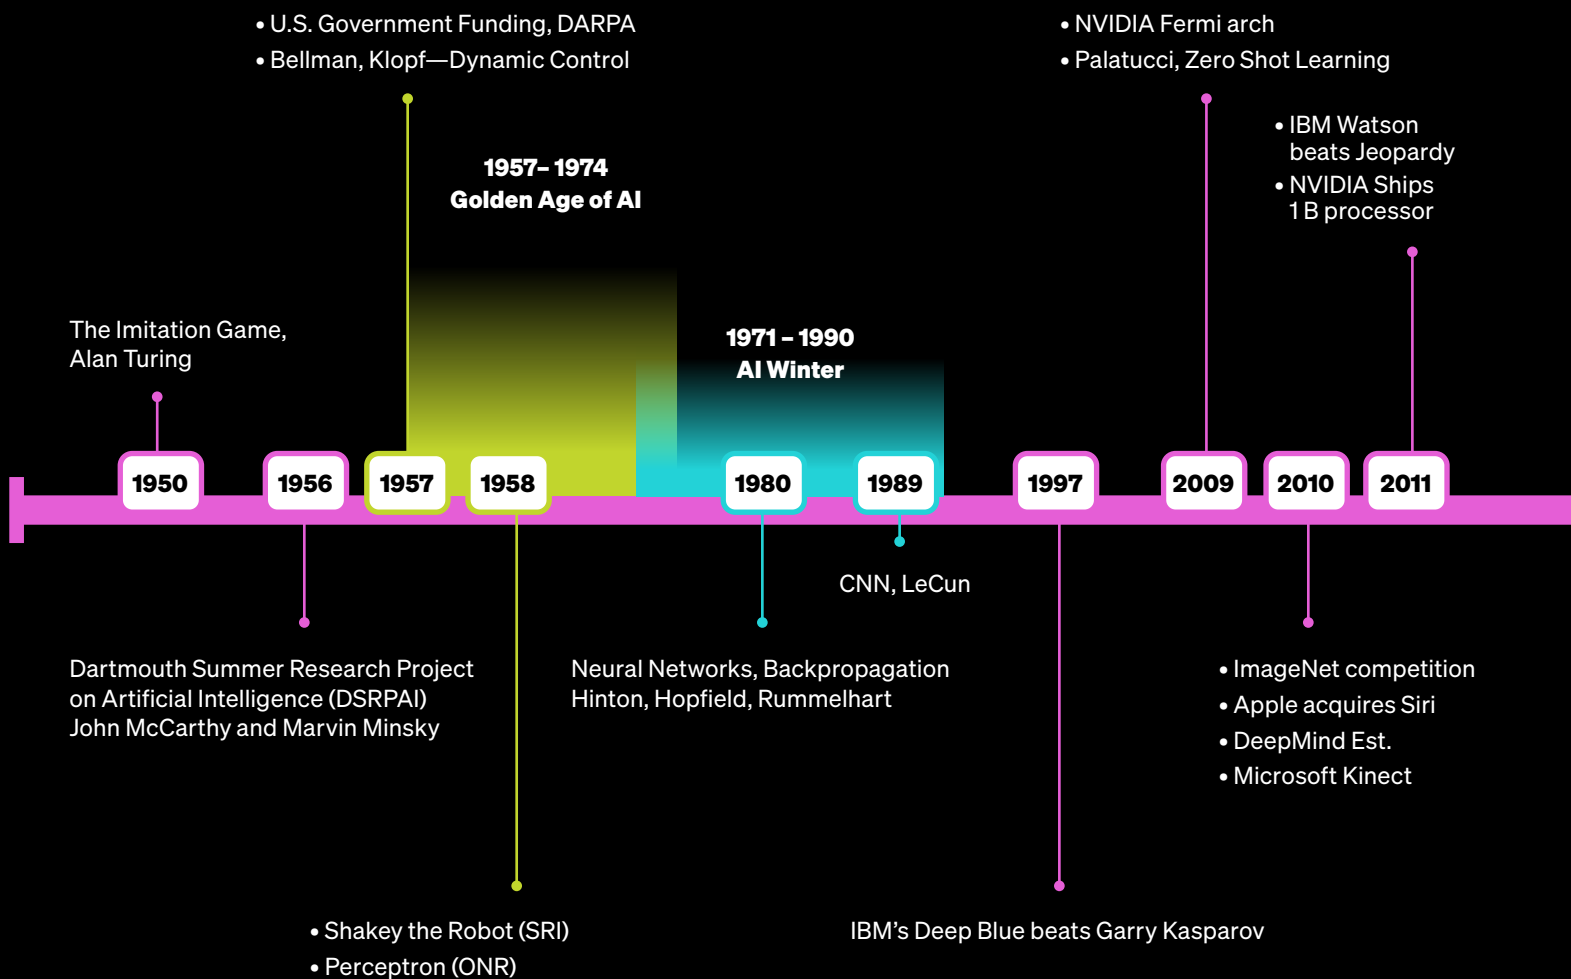 • U.S. Government Funding, DARPA
• Bellman, Klopf—Dynamic Control
• NVIDIA Fermi arch
• Palatucci, Zero Shot Learning
• IBM Watson
beats Jeopardy
• NVIDIA Ships
1B processor
1957– 1974
Golden Age of AI
The Imitation Game,
Alan Turing
1971 – 1990
AI Winter
1950
1956
1957
1958
1980
1989
1997
2009
2010
2011
CNN, LeCun
Dartmouth Summer Research Project
on Artificial Intelligence (DSRPAI)
John McCarthy and Marvin Minsky
Neural Networks, Backpropagation
Hinton, Hopfield, Rummelhart
• ImageNet competition
• Apple acquires Siri
• DeepMind Est.
• Microsoft Kinect
• Shakey the Robot (SRI)
• Perceptron (ONR)
IBM’s Deep Blue beats Garry Kasparov